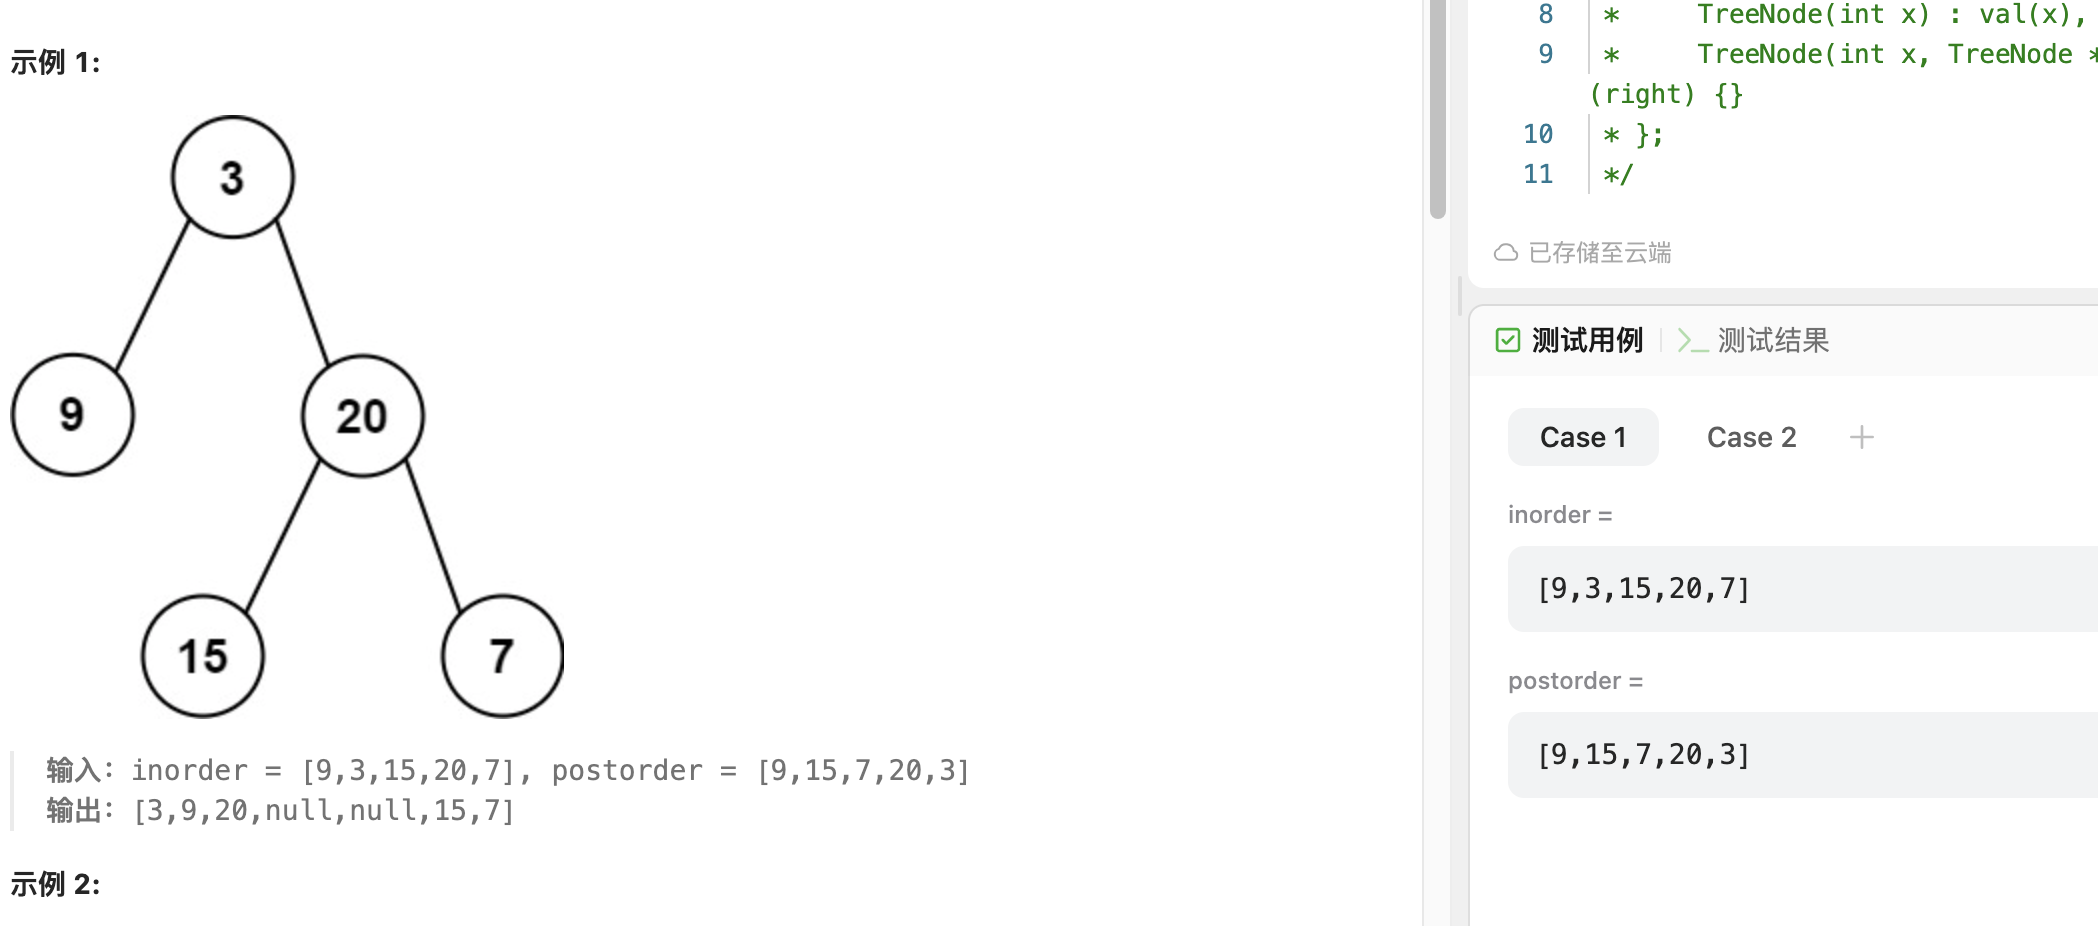 示例 1:
3
9
20
15
7
输入: inorder = [9,3,15,20,7], postorder = [9,15,7,20,3]
输出: [3,9,20,null,null,15,7]
示例 2:
8 * TreeNode(int x) : val(x),
9 * TreeNode(int x, TreeNode *
(right) {}
10 * };
11 */
已存储至云端
测试用例 测试结果
Case 1 Case 2
inorder =
[9,3,15,20,7]
postorder =
[9,15,7,20,3]